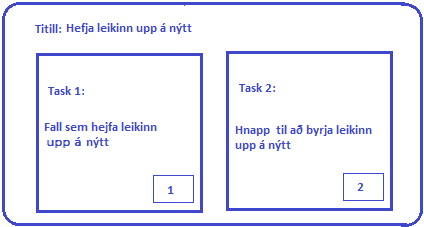 Titill: Hefja leikinn upp á nýtt
Task 1:
Fall sem hejfa leikinn
upp á nýtt
1
Task 2:
Hnapp til að byrja leikinn
upp á nýtt
2